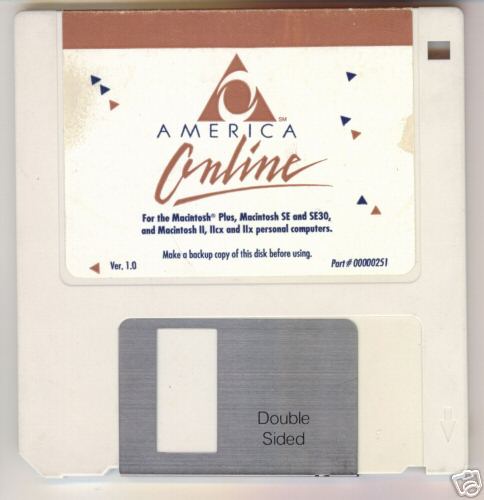 AMERICA
SM
Online
For the Macintosh® Plus, Macintosh SE and SE30,
and Macintosh II, IIcx and IIx personal computers.
Make a backup copy of this disk before using.
Ver. 1.0
Part # 00000251
Double
Sided